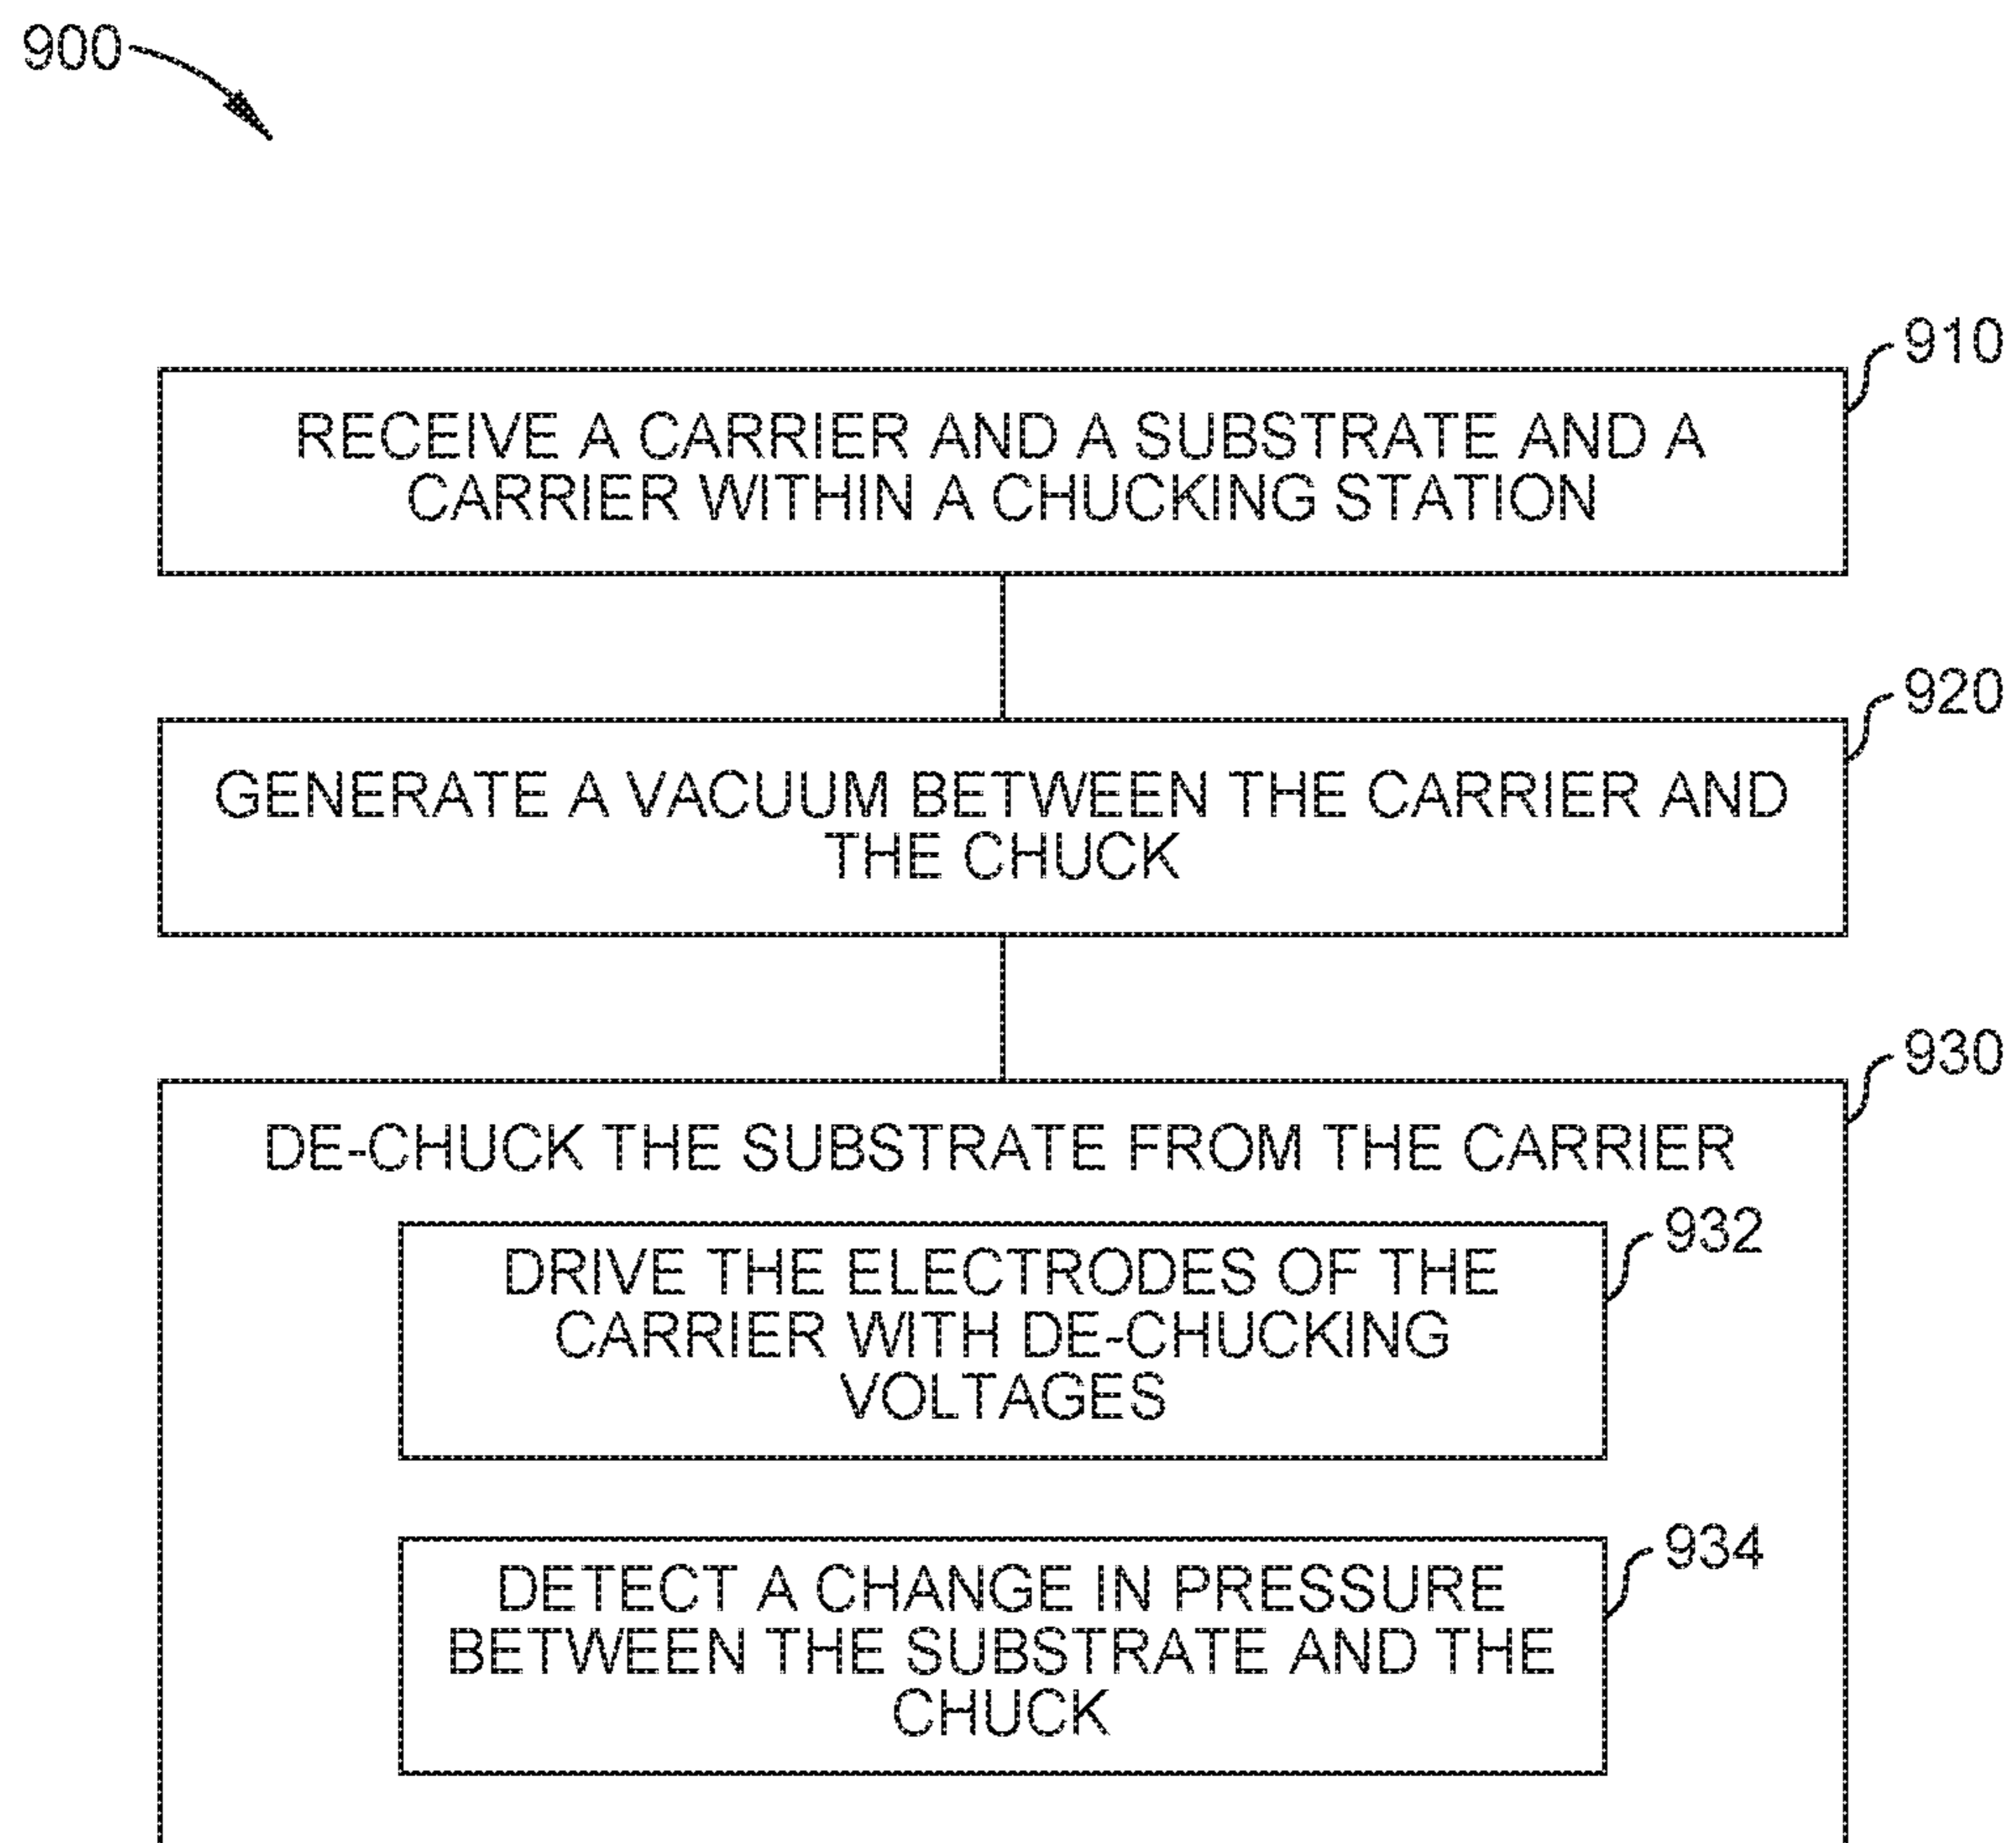 900
910
RECEIVE A CARRIER AND A SUBSTRATE AND A
CARRIER WITHIN A CHUCKING STATION
920
GENERATE A VACUUM BETWEEN THE CARRIER AND
THE CHUCK
930
DE-CHUCK THE SUBSTRATE FROM THE CARRIER
932
DRIVE THE ELECTRODES OF THE
CARRIER WITH DE-CHUCKING
VOLTAGES
934
DETECT A CHANGE IN PRESSURE
BETWEEN THE SUBSTRATE AND THE
CHUCK